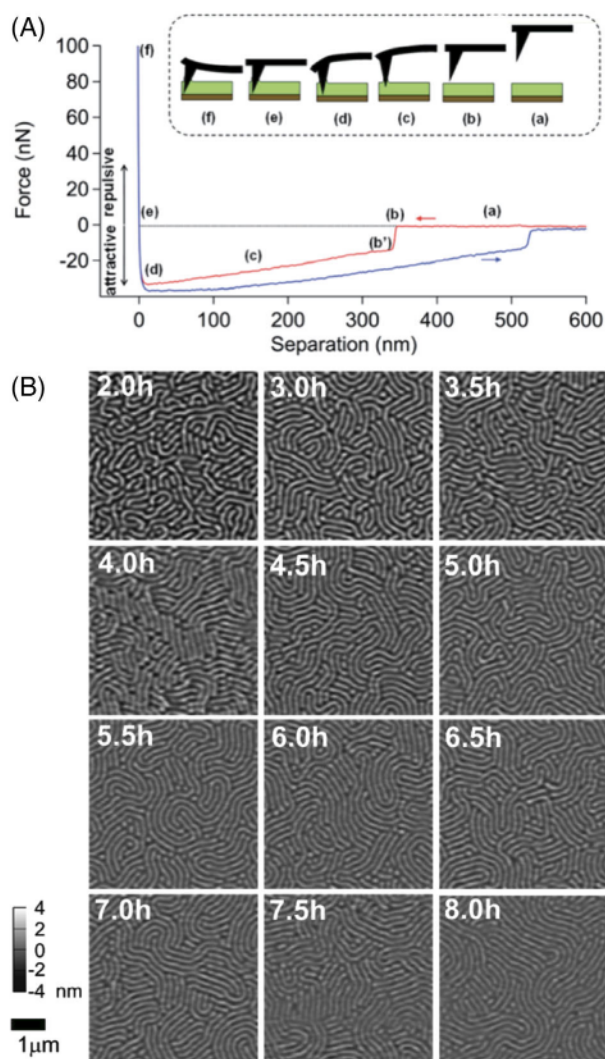 (A)
100
80
60
40
20
0
-20
Force (nN)
attractive repulsive
(f)
(e)
(d)
(c)
(b')
(b)
(a)
(f) (e) (d) (c) (b) (a)
0 100 200 300 400 500 600
Separation (nm)
(B)
2.0h 3.0h 3.5h
4.0h 4.5h 5.0h
5.5h 6.0h 6.5h
7.0h 7.5h 8.0h
4
2
0
-2
-4 nm
1μm